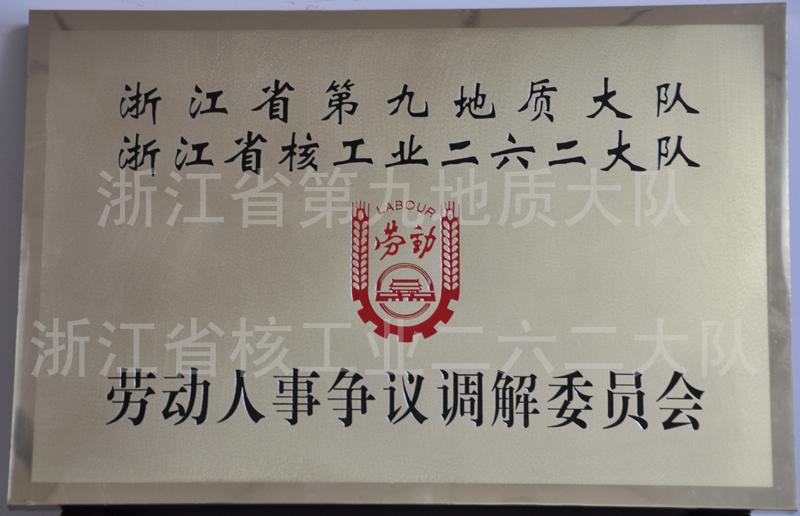 浙江省第九地质大队
浙江省核工业二六二大队
浙江省第九地质大队
LABOUR
劳動
浙江省核工业二六二大队
劳动人事争议调解委员会